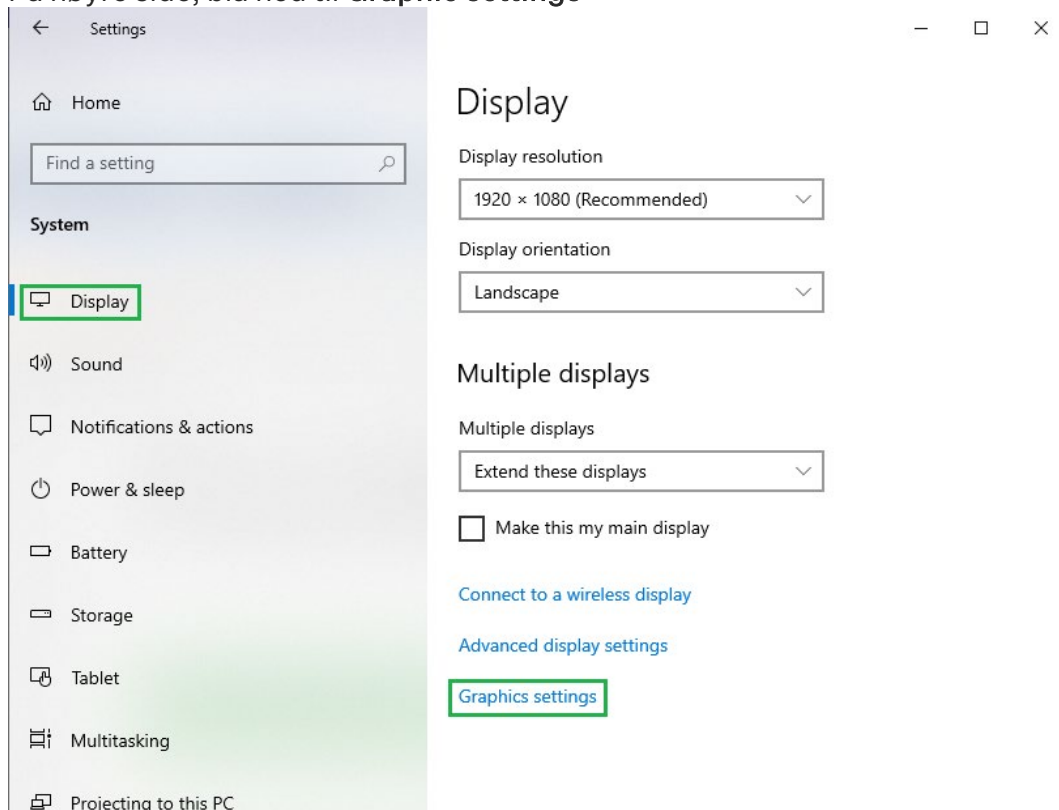 Graphic settings
Settings
Home
Find a setting
System
Display
Sound
Notifications & actions
Power & sleep
Battery
Storage
Tablet
Multitasking
Projecting to this PC
Display
Display resolution
1920 × 1080 (Recommended)
Display orientation
Landscape
Multiple displays
Multiple displays
Extend these displays
Make this my main display
Connect to a wireless display
Advanced display settings
Graphics settings